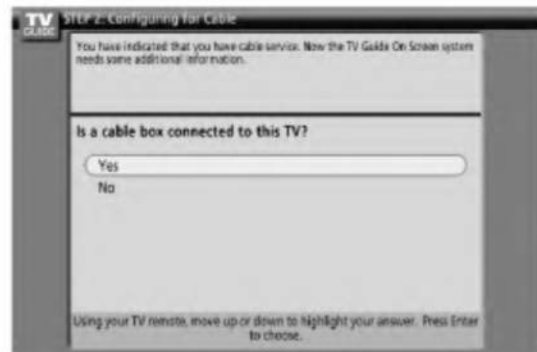 TV
GUIDE
STEP 2: Configuring for Cable
You have indicated that you have cable service. Now the TV Guide On Screen system
needs some additional information.
Is a cable box connected to this TV?
Yes
No
Using your TV remote, move up or down to highlight your answer. Press Enter
to choose.